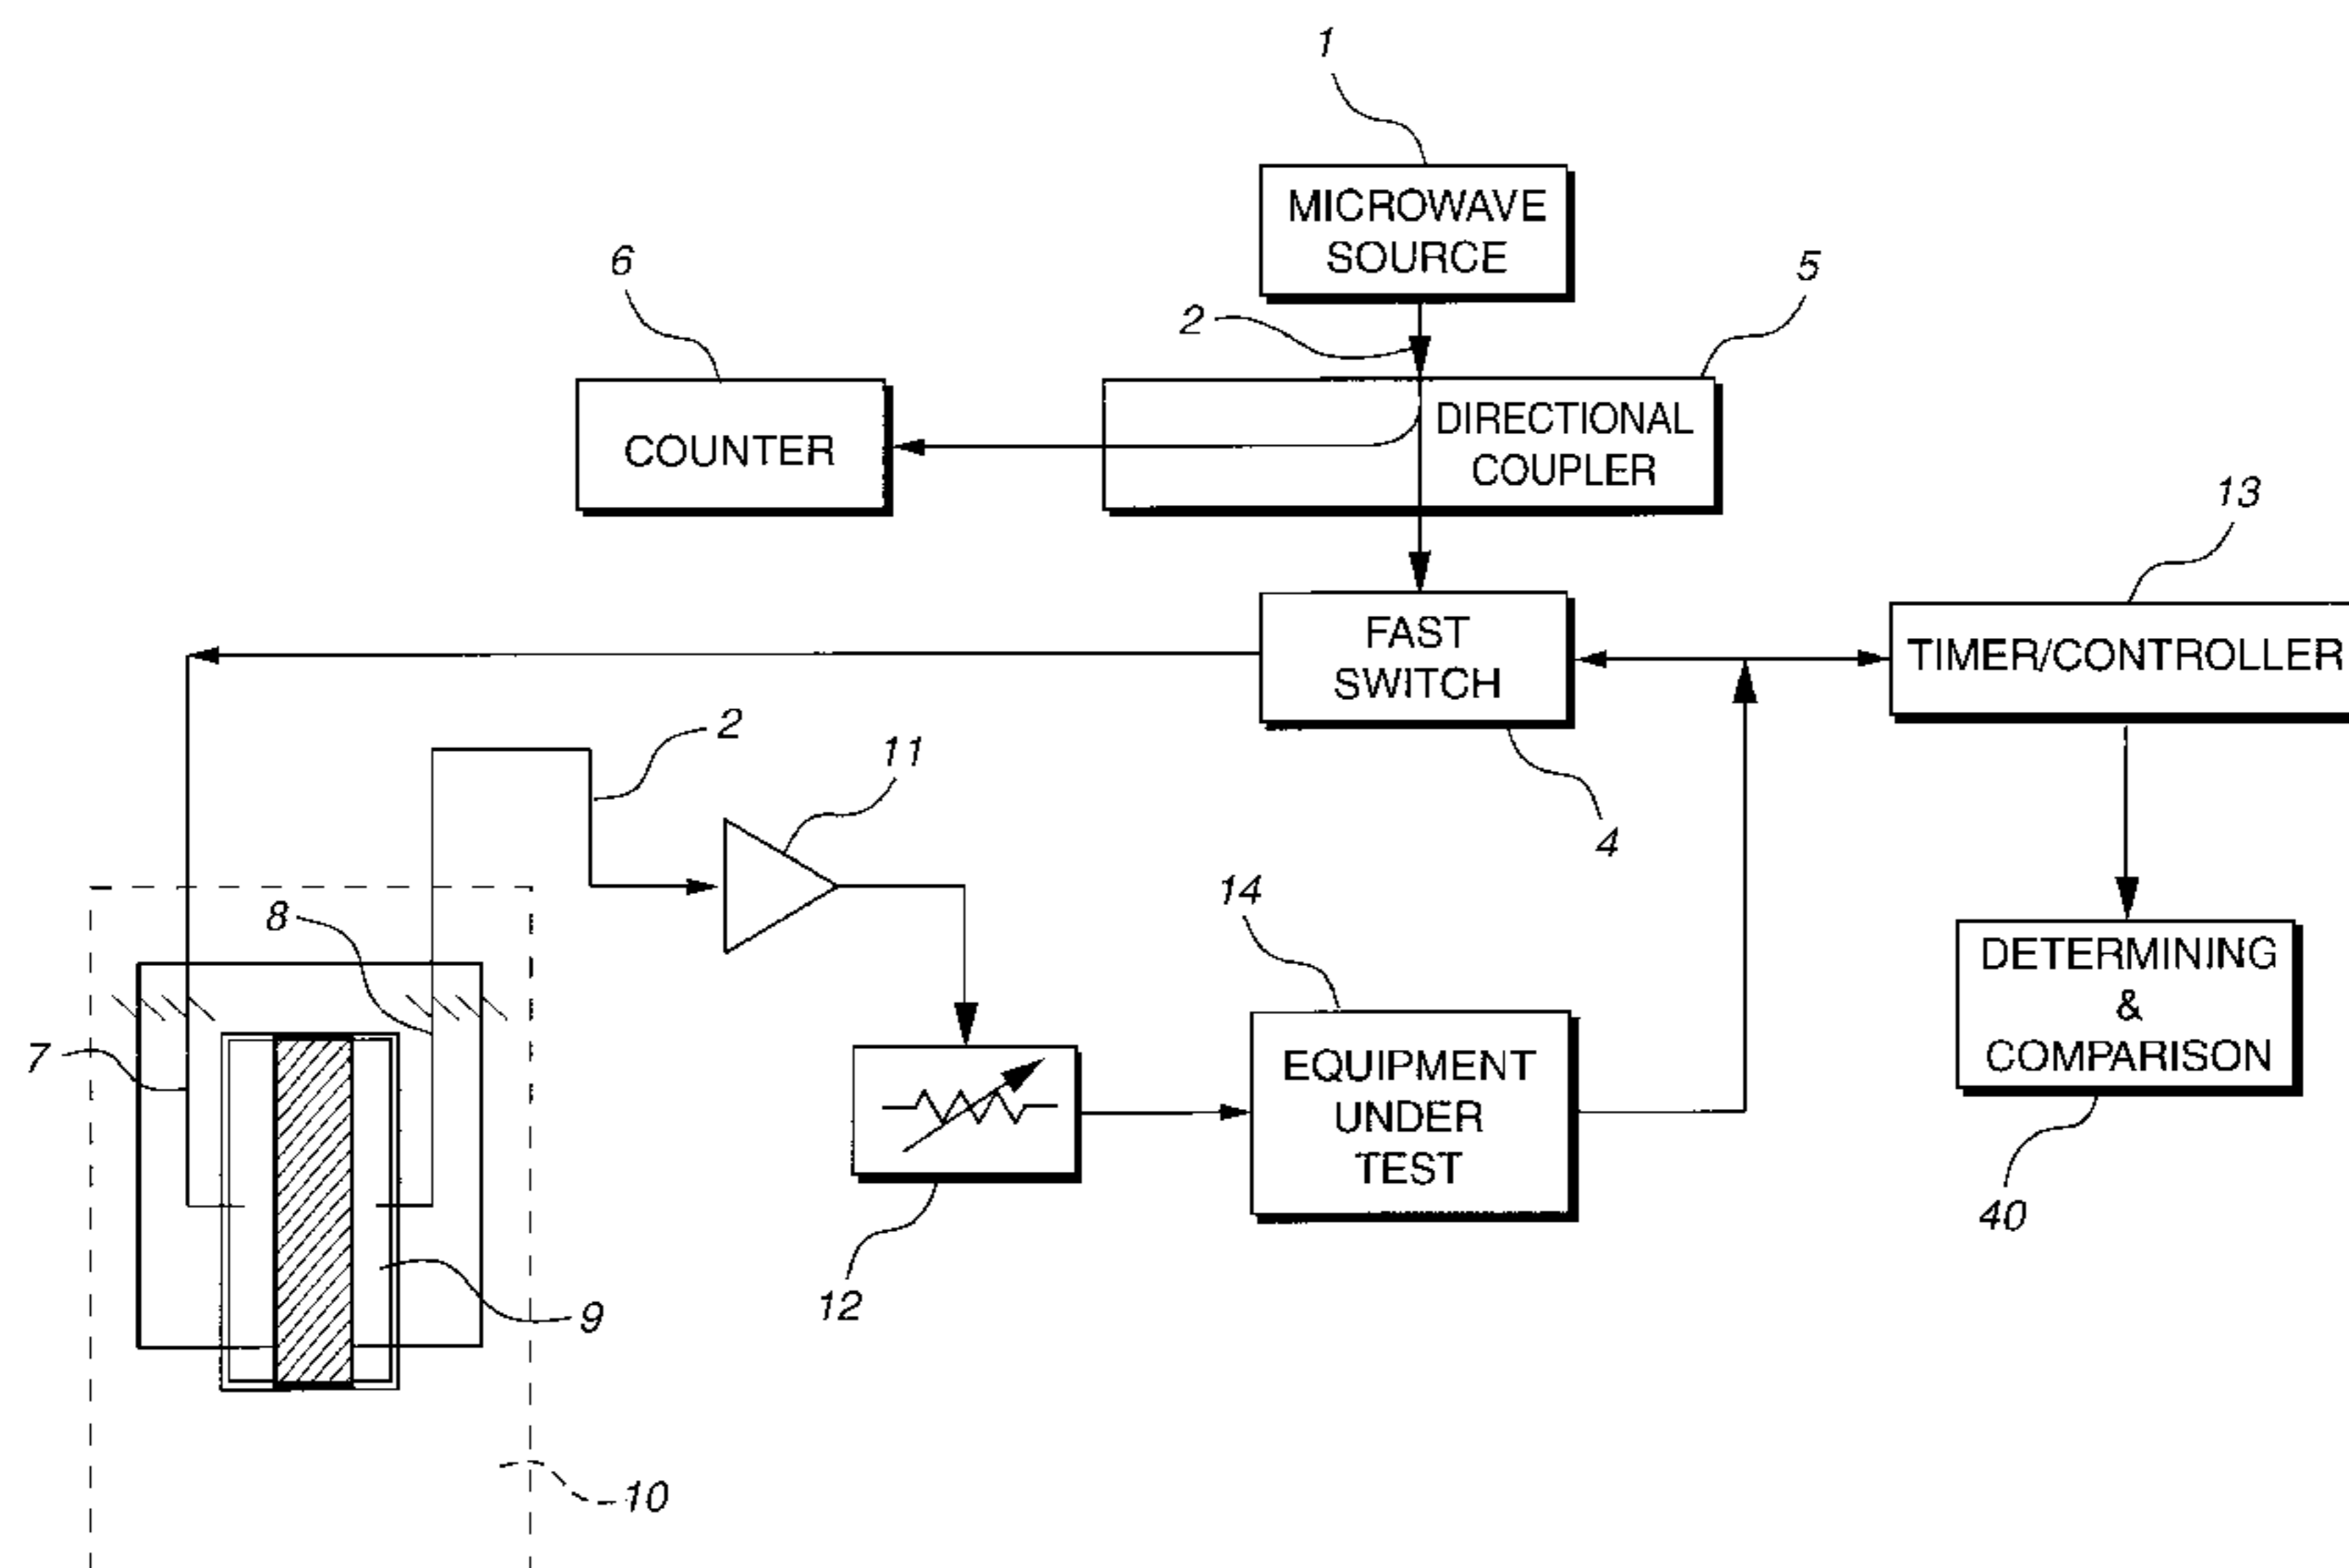 1
MICROWAVE
SOURCE
6
5
2
DIRECTIONAL
COUPLER
COUNTER
13
FAST
SWITCH
TIMER/CONTROLLER
2
11
4
8
14
DETERMINING
&
COMPARISON
7
EQUIPMENT
UNDER
TEST
40
9
12
10